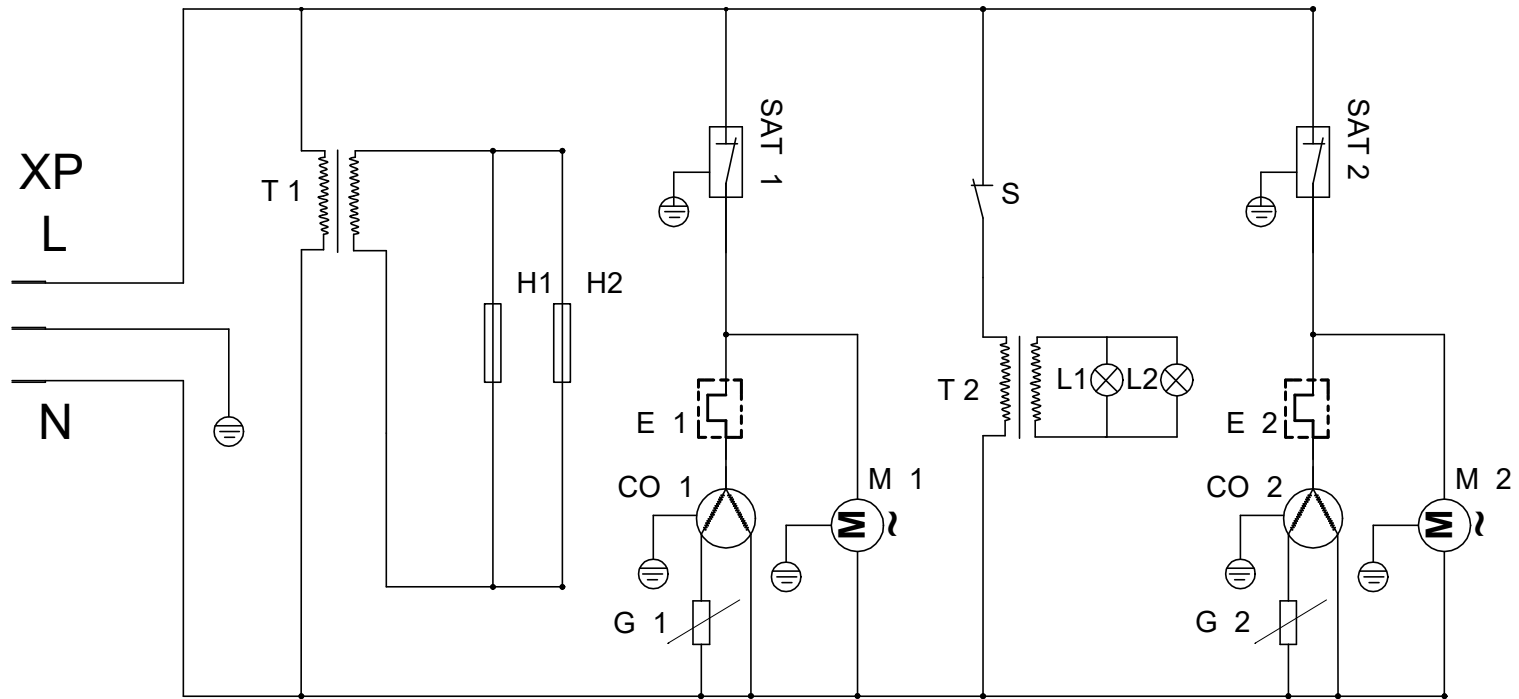 XP
L
N
T 1
H1
H2
SAT 1
E 1
CO 1
M 1
M
~
G 1
S
T 2
L1
L2
SAT 2
E 2
CO 2
M 2
M
~
G 2